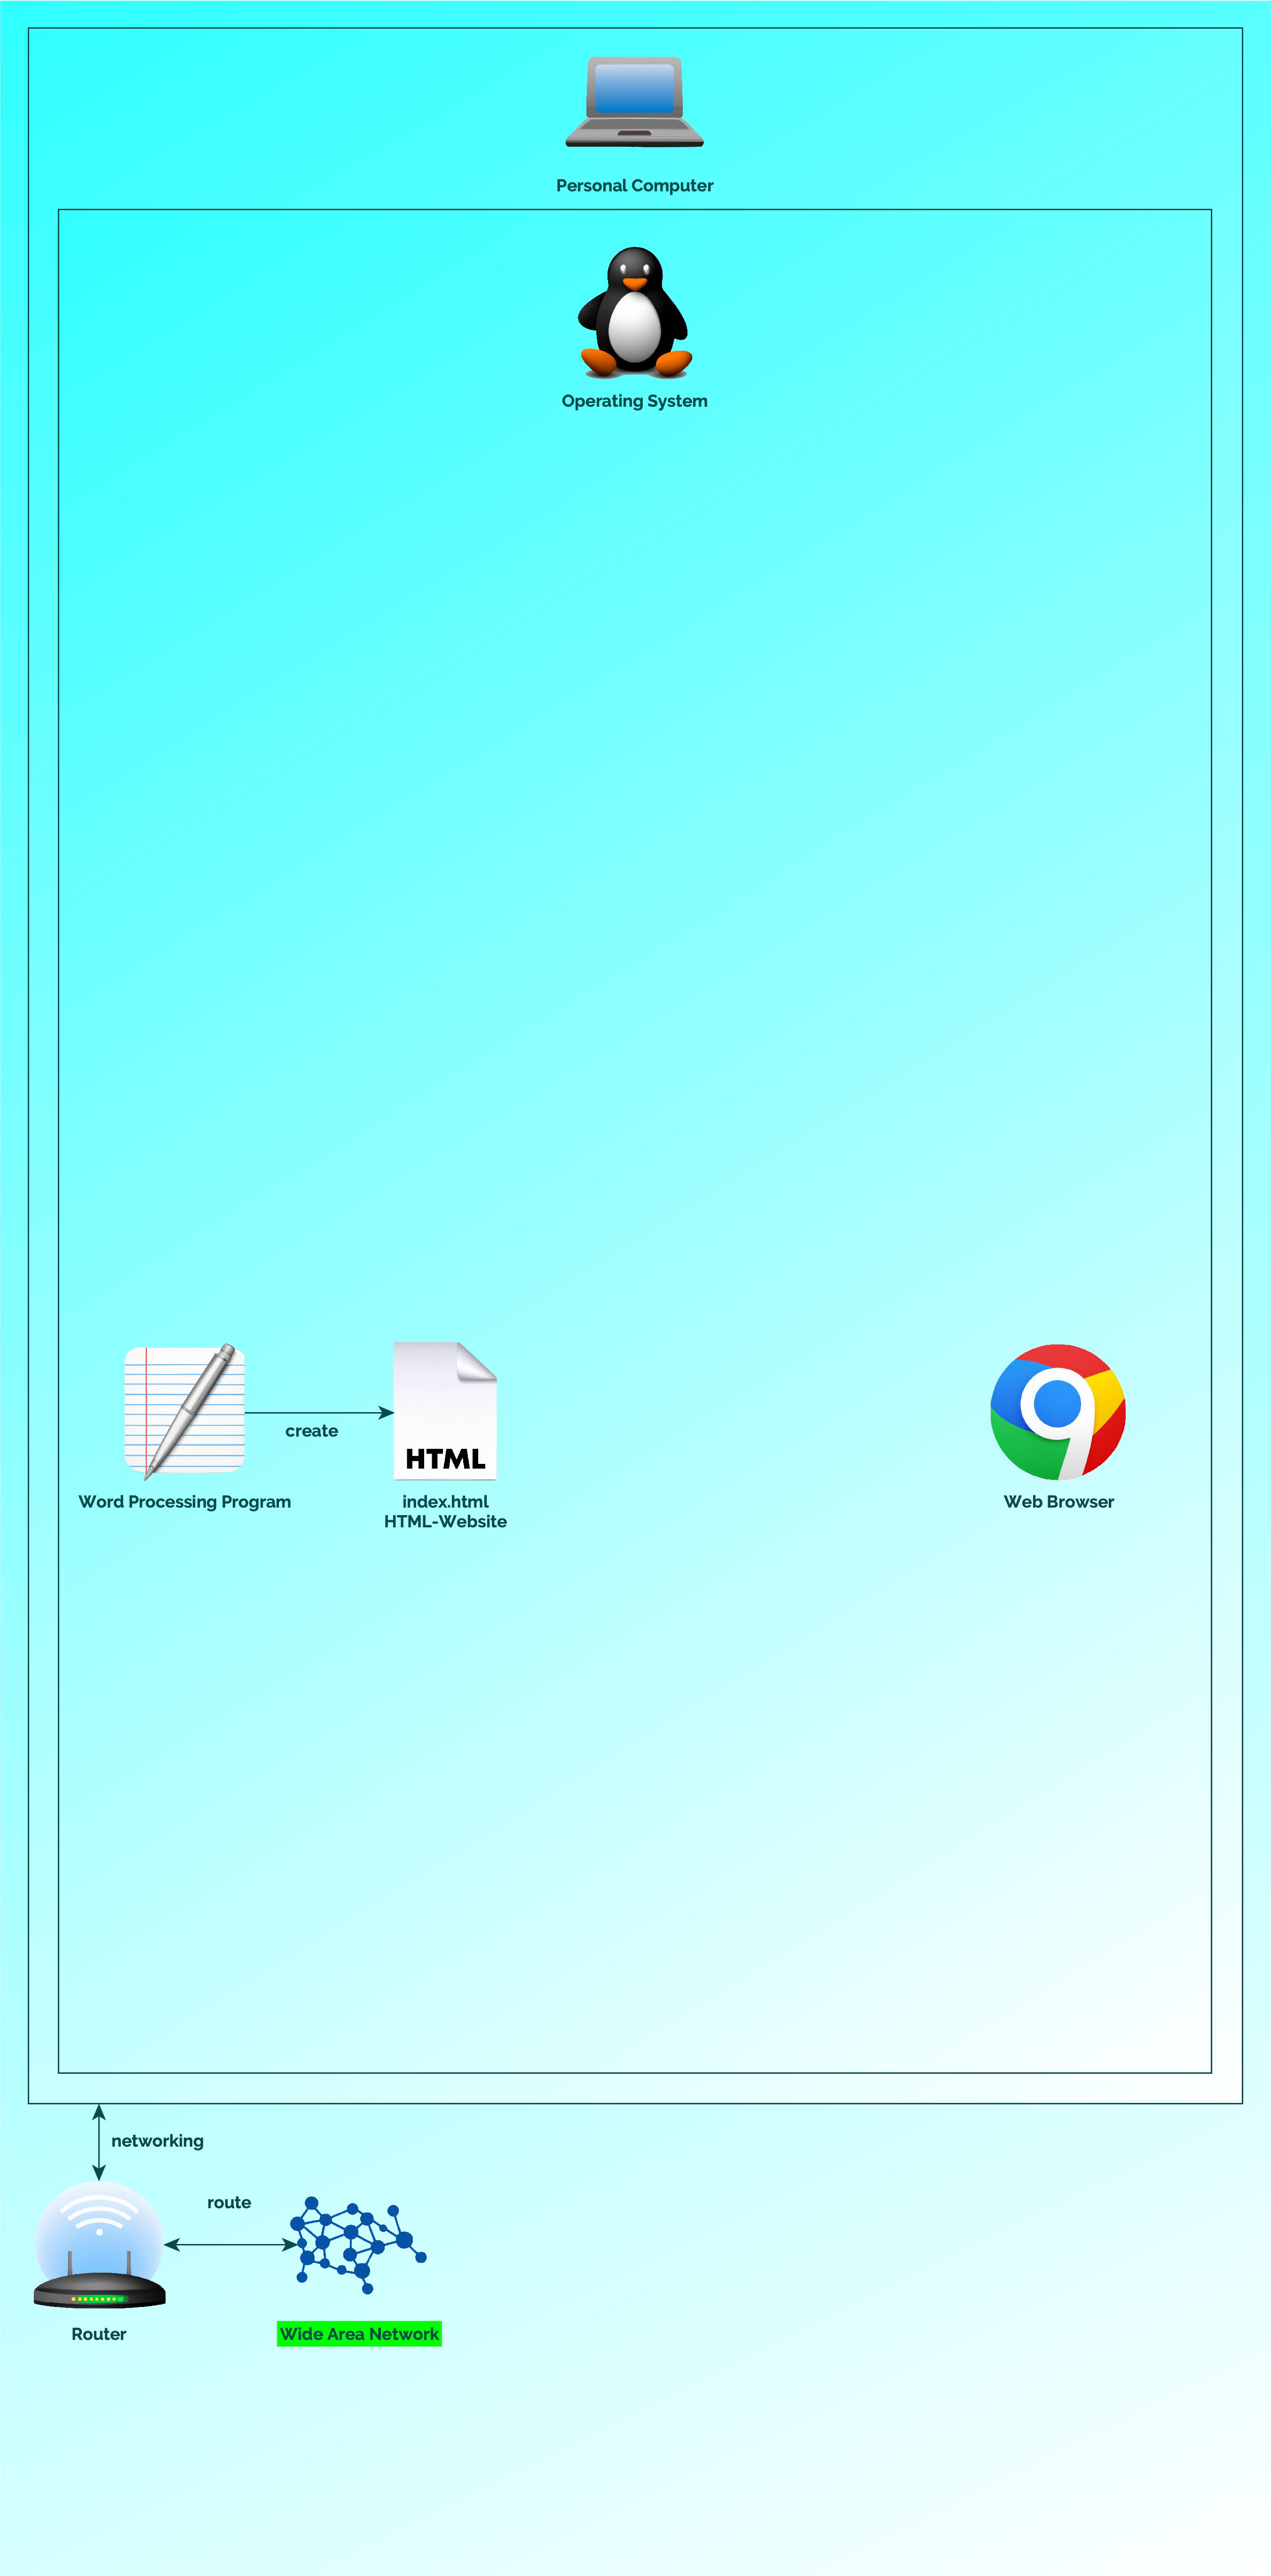 Personal Computer
Operating System
create
HTML
Word Processing Program
index.html
HTML-Website
Web Browser
networking
route
Router
Wide Area Network